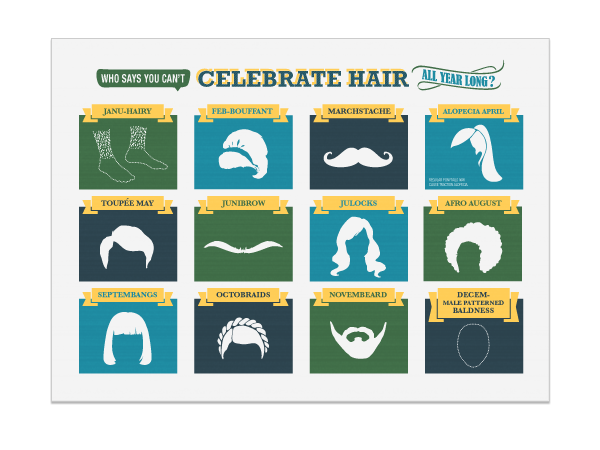 WHO SAYS YOU CAN'T CELEBRATE HAIR ALL YEAR LONG?
JANU-HAIRY
FEB-BOUFFANT
MARCHSTACHE
ALOPECIA APRIL
TOUPÉE MAY
JUNIBROW
JULOCKS
AFRO AUGUST
SEPTEMBANGS
OCTOBRAIDS
NOVEMBEARD
DECEM-
MALE PATTERNED
BALDNESS